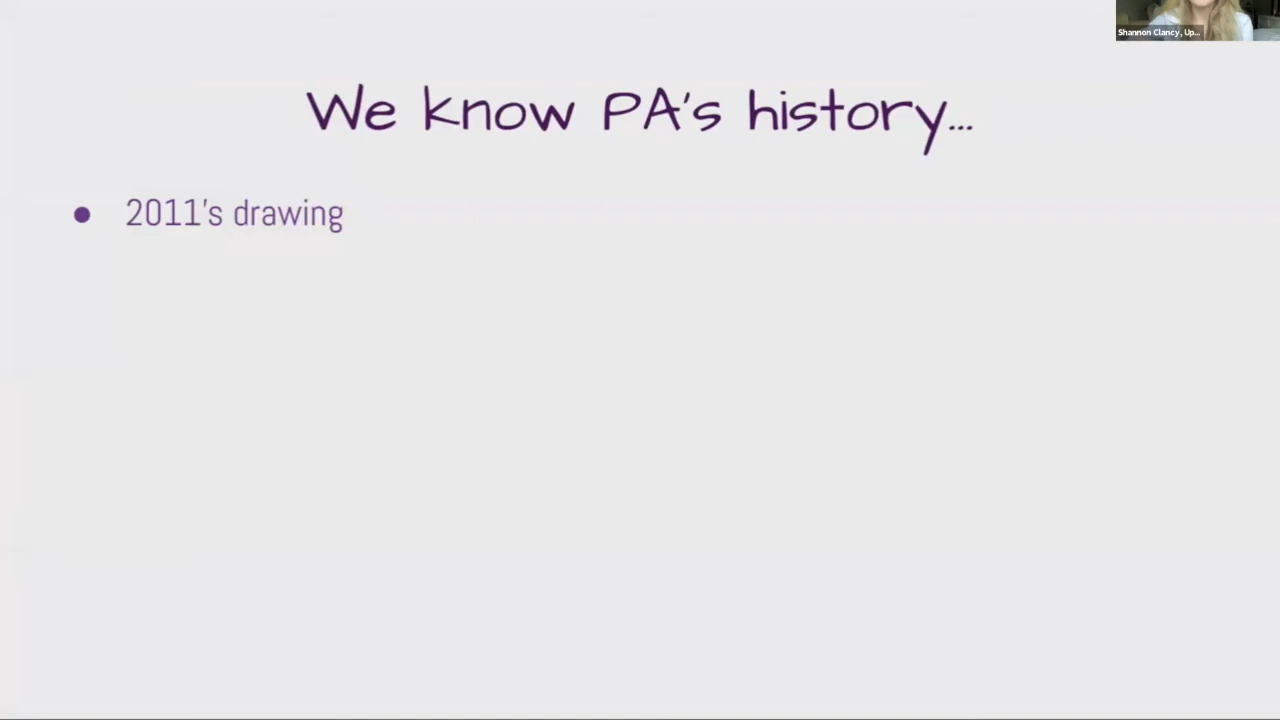 Shannon Clancy, Up...
We know PA's history...
● 2011's drawing